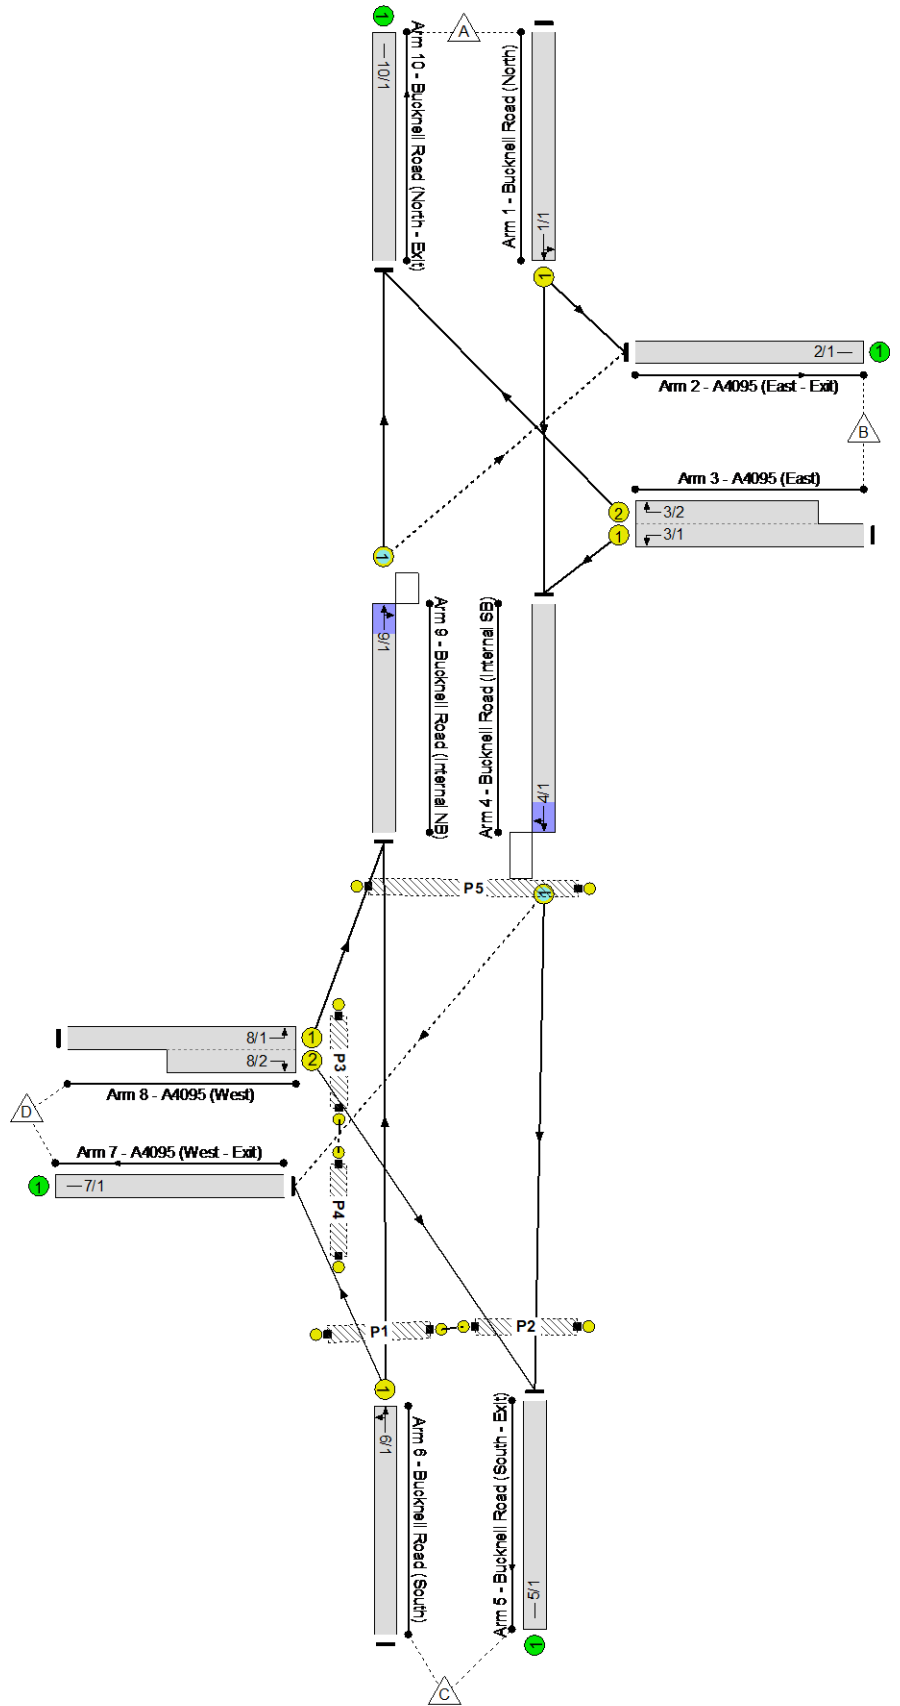 1
A
10/1
Arm 10 - Bucknell Road (North - Exit)
Arm 1 - Bucknell Road (North)
1/1
1
2/1
1
Arm 2 - A4095 (East - Exit)
B
Arm 3 - A4095 (East)
2
3/2
1
3/1
1
9/1
Arm 9 - Bucknell Road (Internal NB)
Arm 4 - Bucknell Road (Internal SB)
4/1
P5
1
8/1
1
8/2
2
P3
Arm 8 - A4095 (West)
D
Arm 7 - A4095 (West - Exit)
1
7/1
P4
P1
P2
1
6/1
Arm 6 - Bucknell Road (South)
Arm 5 - Bucknell Road (South - Exit)
5/1
1
C